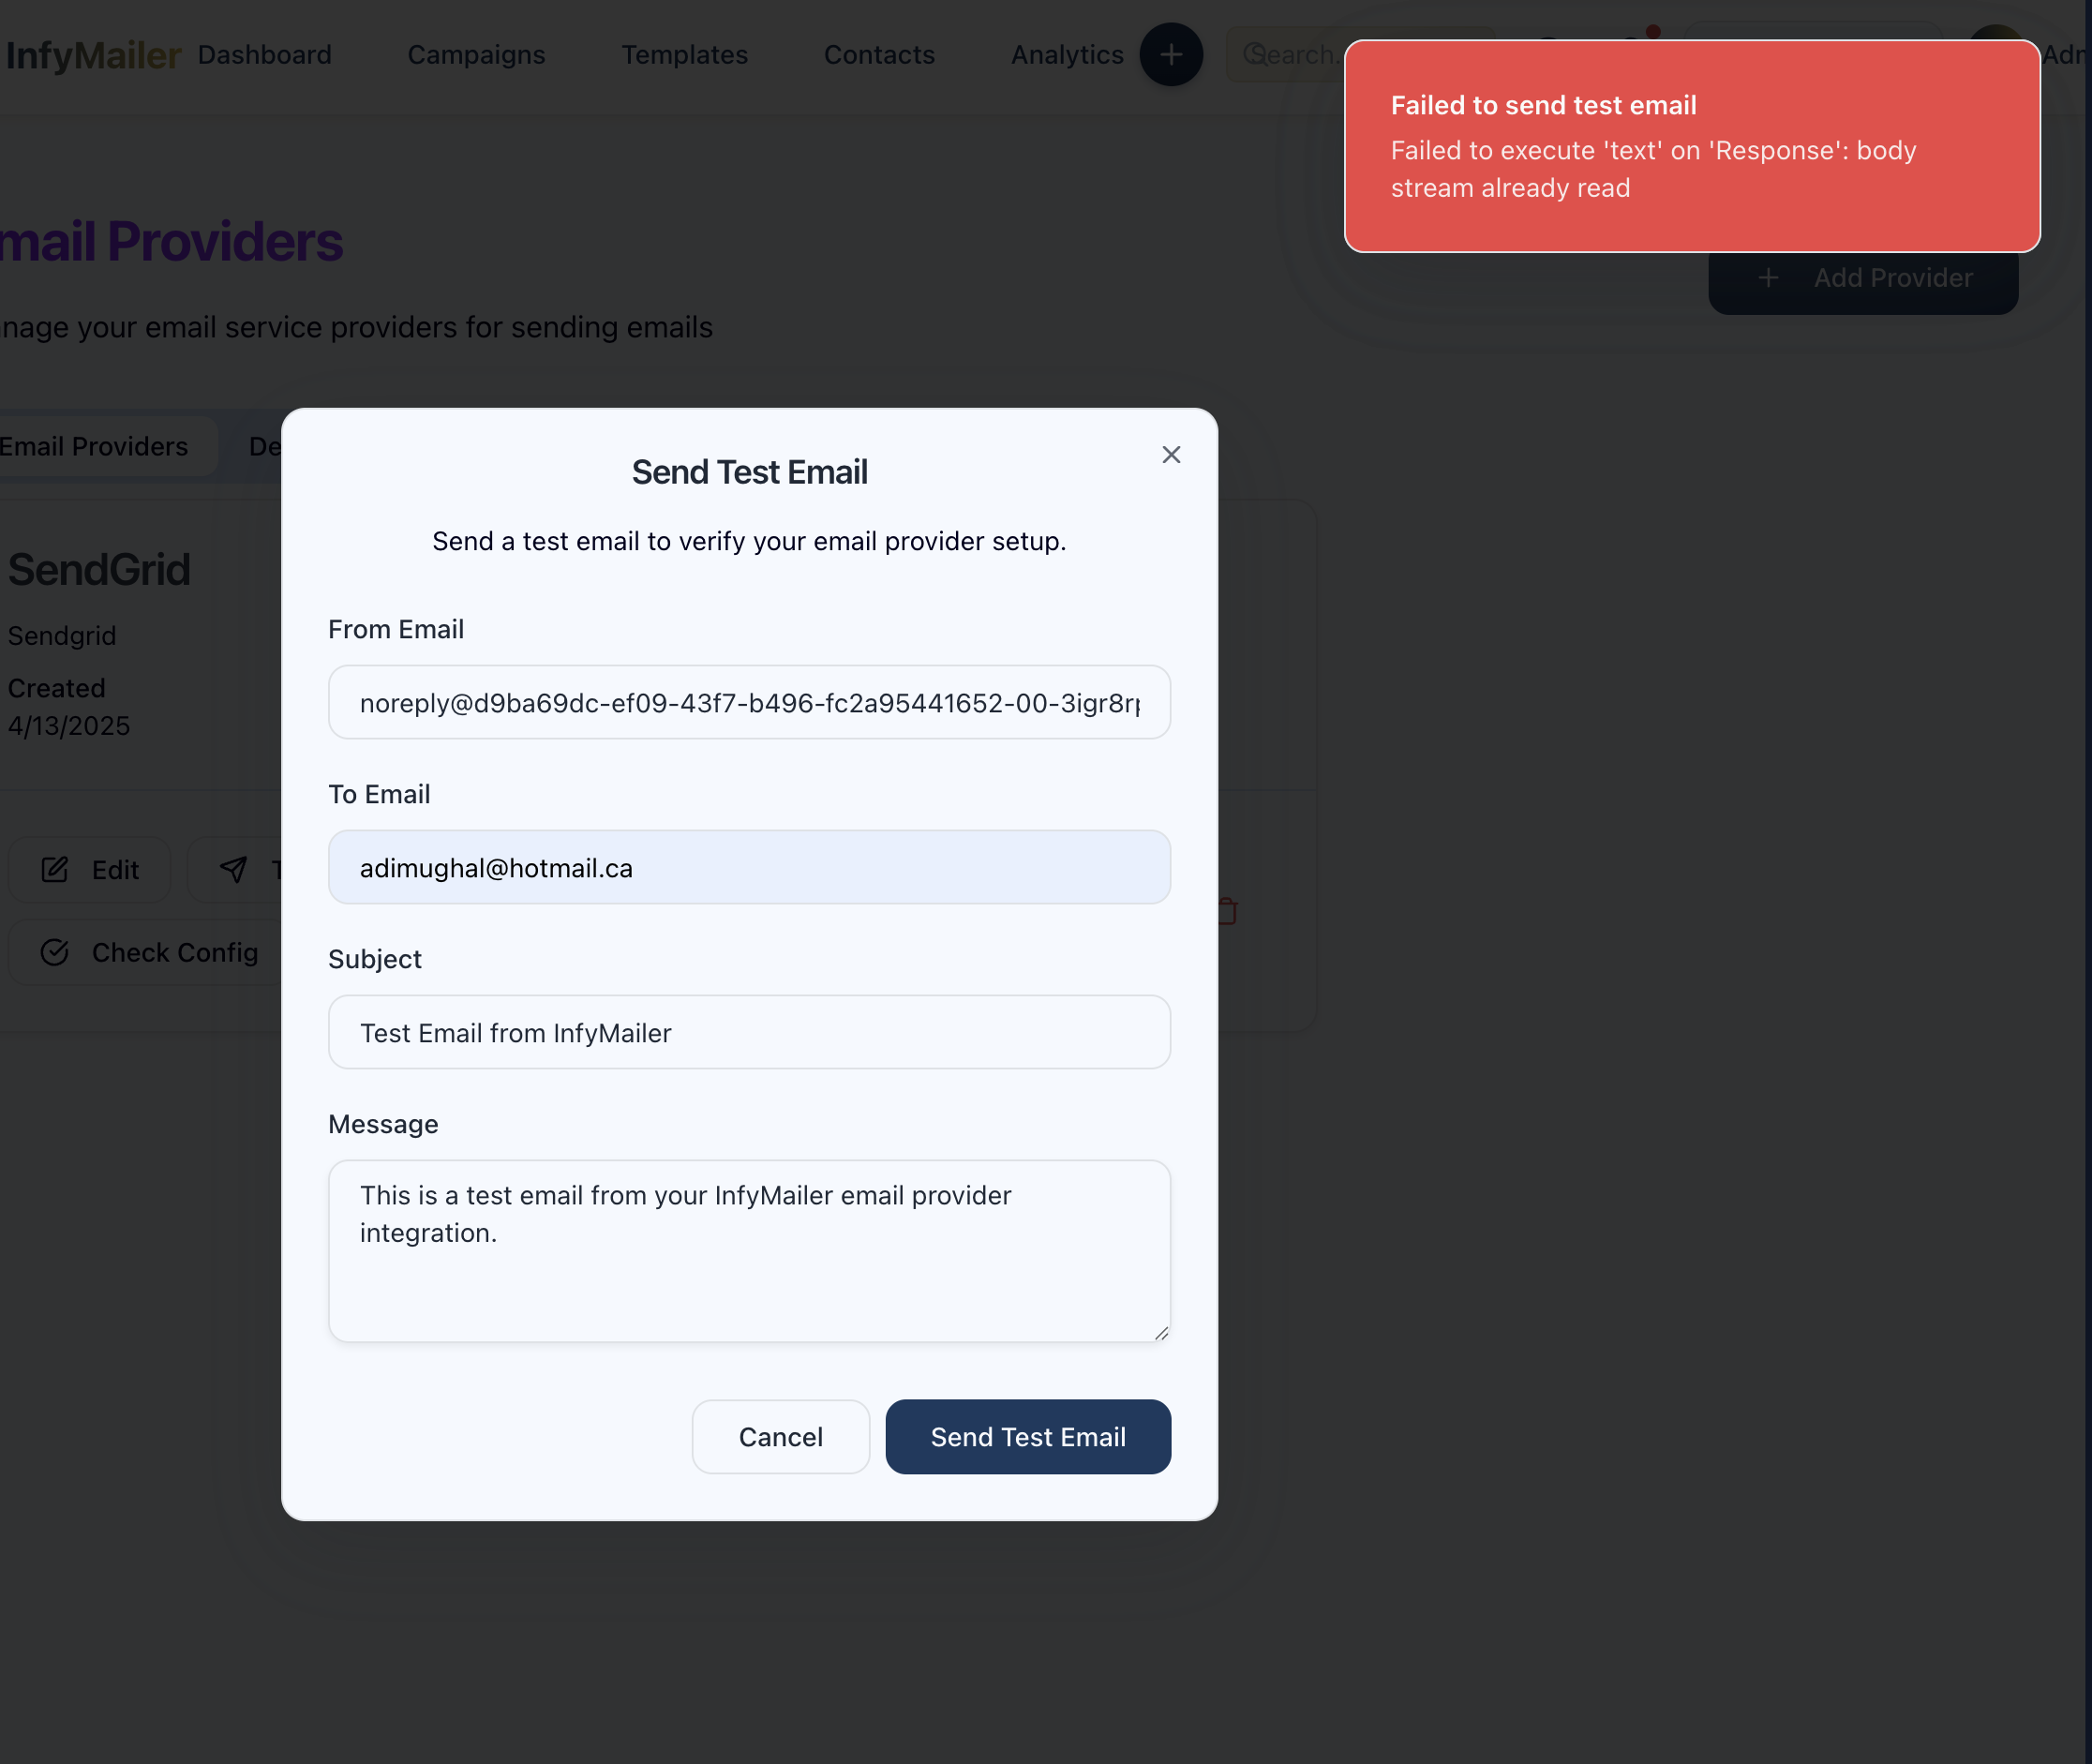 InfyMailer Dashboard Campaigns Templates Contacts Analytics Search.
Failed to send test email
Failed to execute 'text' on 'Response': body
stream already read
mail Providers
Add Provider
nage your email service providers for sending emails
Email Providers
SendGrid
Sendgrid
Created
4/13/2025
Edit
Check Config
Send Test Email
Send a test email to verify your email provider setup.
From Email
noreply@d9ba69dc-ef09-43f7-b496-fc2a95441652-00-3igr8rp
To Email
adimughal@hotmail.ca
Subject
Test Email from InfyMailer
Message
This is a test email from your InfyMailer email provider
integration.
Cancel
Send Test Email